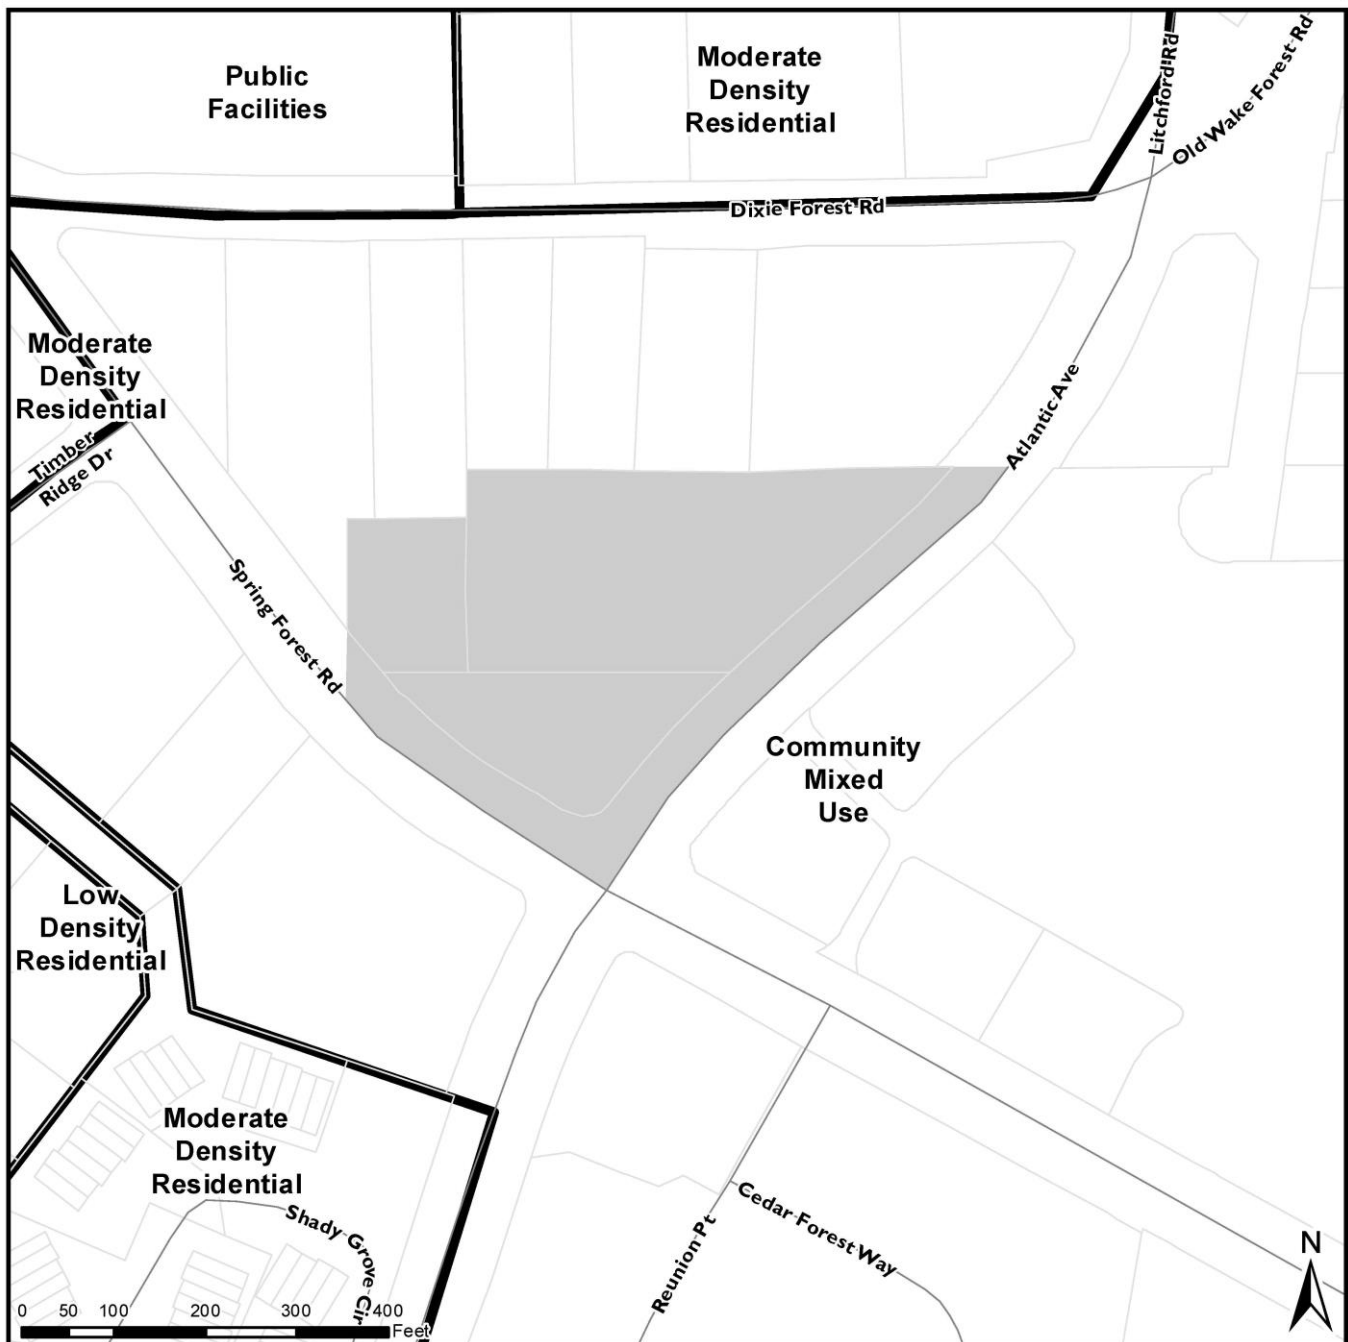 Public
Facilities
Moderate
Density
Residential
Litchford Rd
Old Wake Forest Rd
Dixie Forest Rd
Moderate
Density
Residential
Timber
Ridge Dr
Atlantic Ave
Spring Forest Rd
Community
Mixed
Use
Low
Density
Residential
Moderate
Density
Residential
Shady Grove Cir
Cedar Forest Way
Reunion Pt
N
0 50 100 200 300 400
Feet